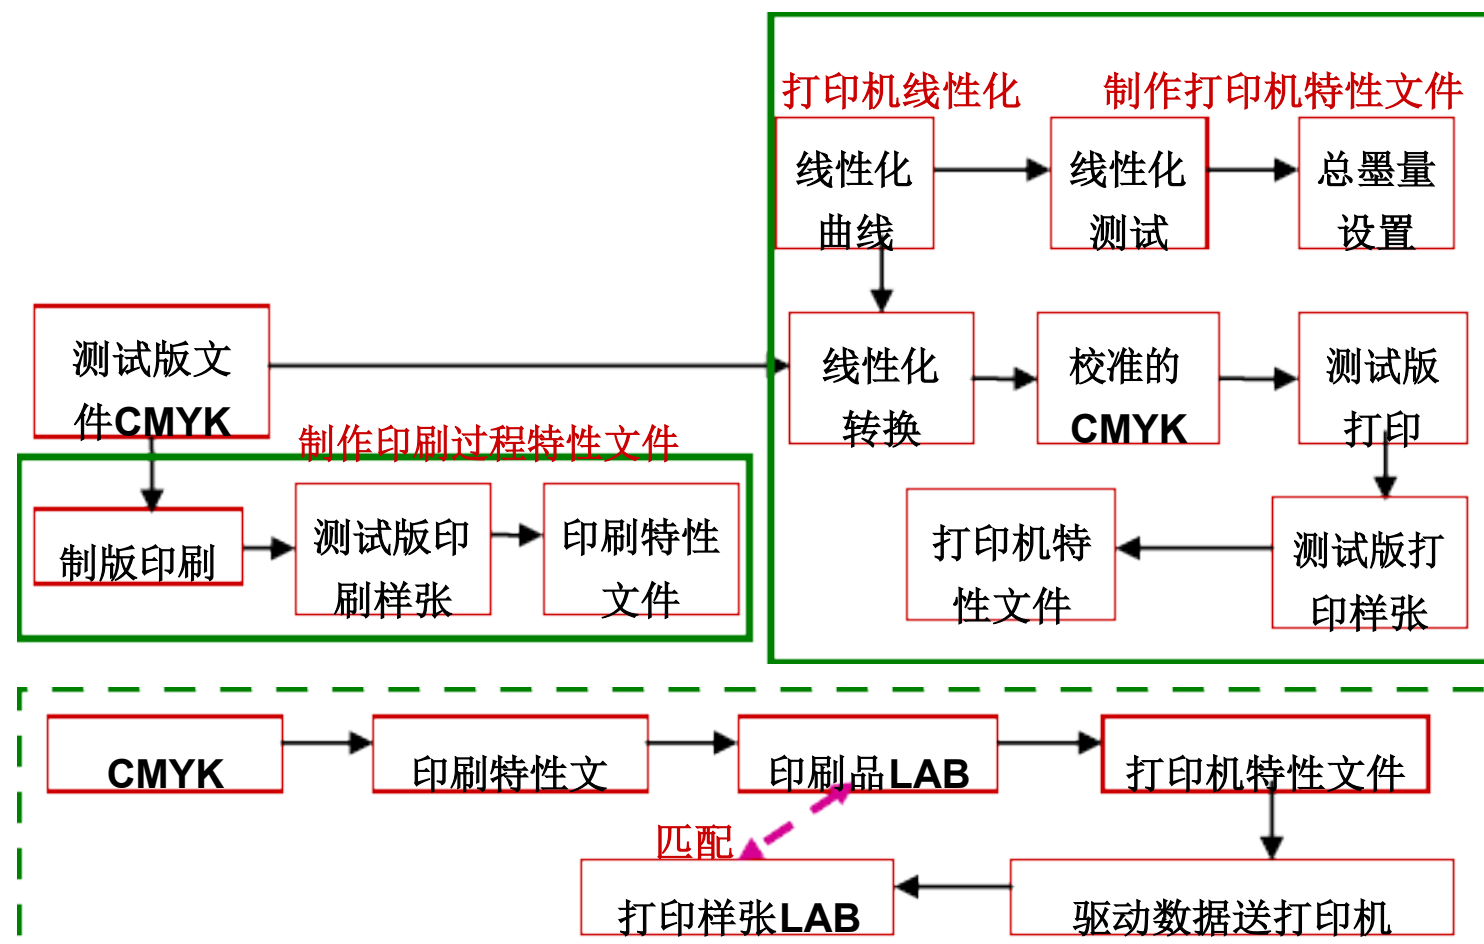 打印机线性化
制作打印机特性文件
线性化
曲线
线性化
测试
总墨量
设置
测试版文
件CMYK
线性化
转换
校准的
CMYK
测试版
打印
制作印刷过程特性文件
制版印刷
测试版印
刷样张
印刷特性
文件
打印机特
性文件
测试版打
印样张
CMYK
印刷特性文
印刷品LAB
打印机特性文件
匹配
打印样张LAB
驱动数据送打印机